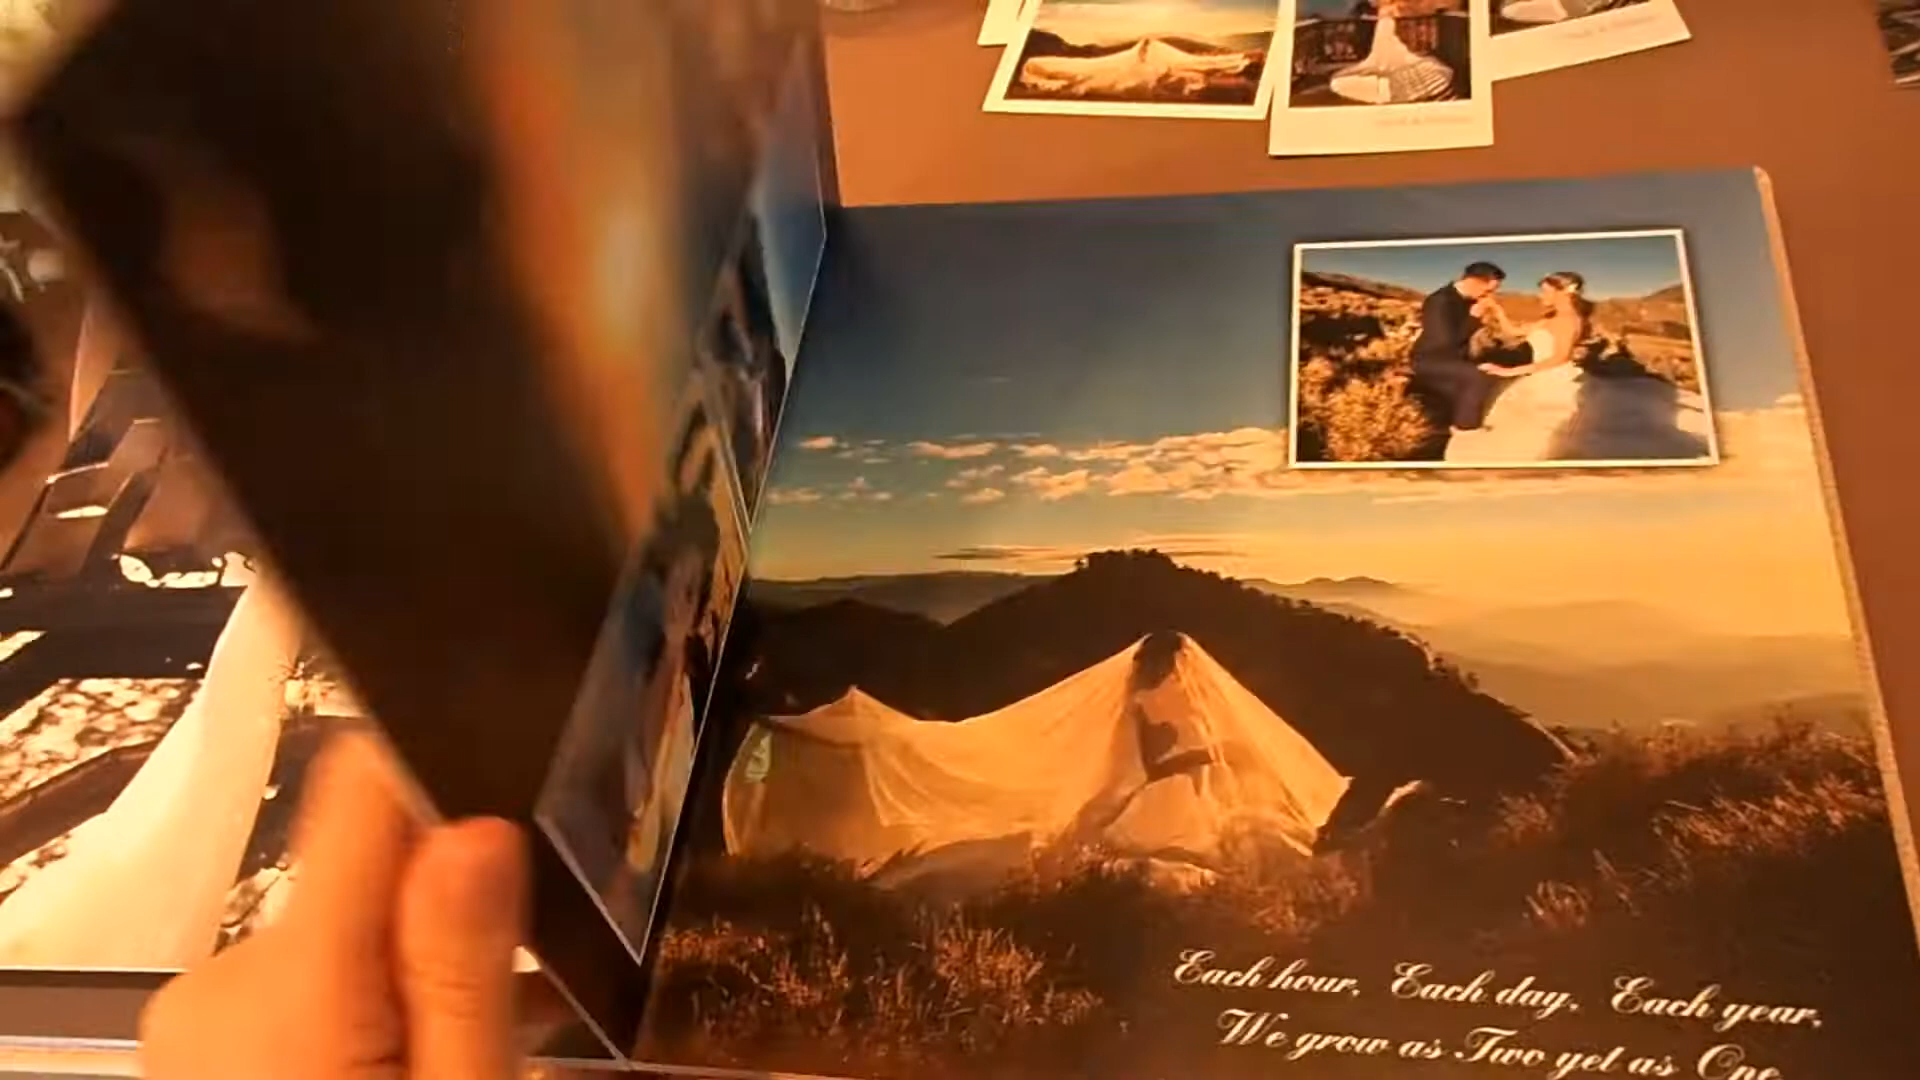 Each hour, Each day, Each year,
We grow as Two yet as One